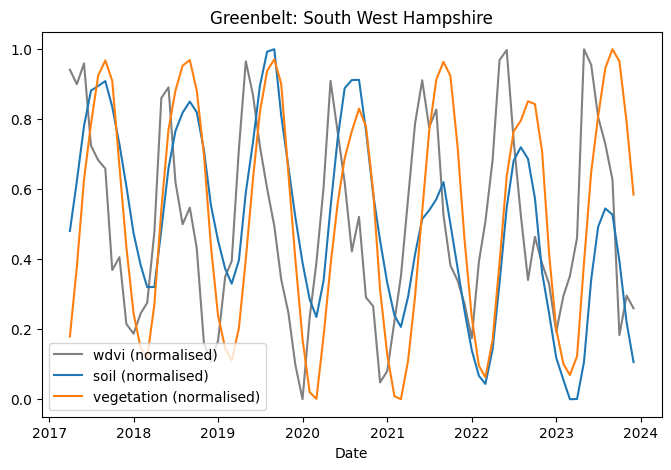 Greenbelt: South West Hampshire
1.0
0.8
0.6
0.4
0.2
0.0
wdvi (normalised)
soil (normalised)
vegetation (normalised)
2017 2018 2019 2020 2021 2022 2023 2024
Date